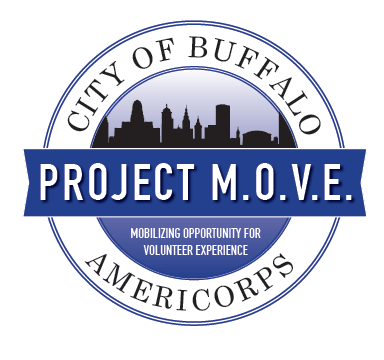 CITY OF BUFFALO
PROJECT M.O.V.E.
MOBILIZING OPPORTUNITY FOR
VOLUNTEER EXPERIENCE
AMERICORPS